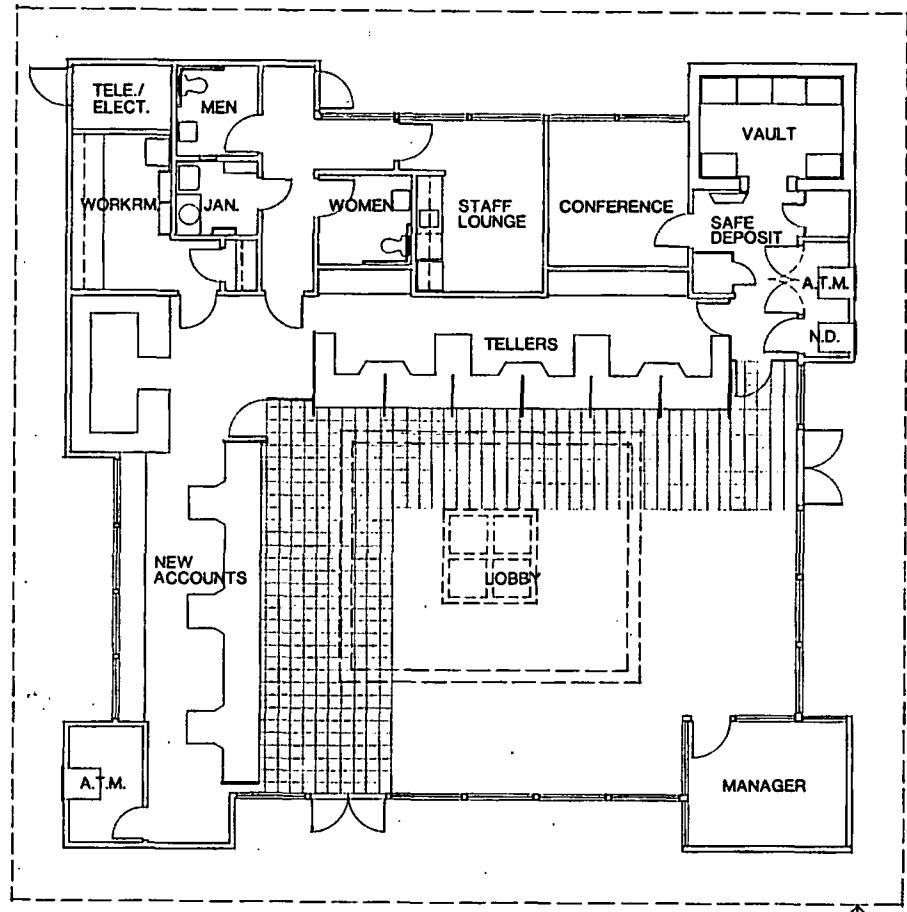 TELE./
ELECT.
MEN
VAULT
WORKRM.
JAN.
WOMEN
STAFF
LOUNGE
CONFERENCE
SAFE
DEPOSIT
A.T.M.
N.D.
TELLERS
NEW
ACCOUNTS
LOBBY
A.T.M.
MANAGER